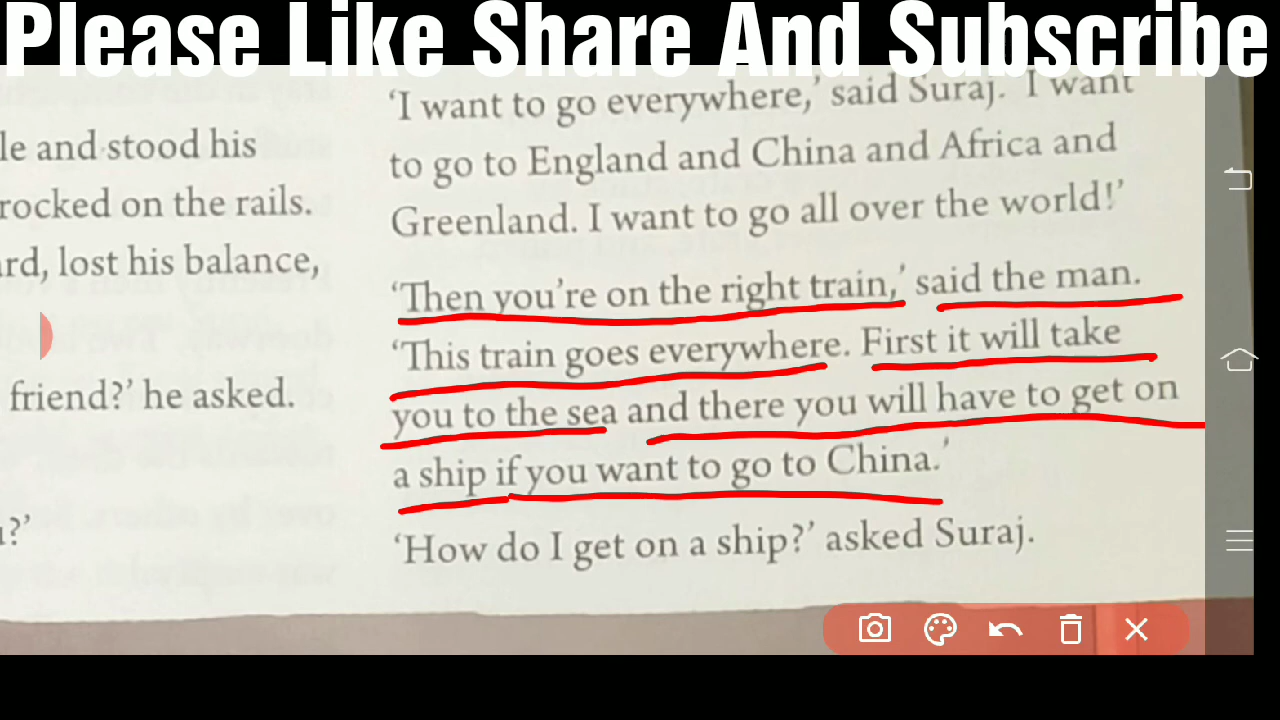 Please Like Share And Subscribe
le and stood his
rocked on the rails.
ard, lost his balance,
friend?’ he asked.
?’
‘I want to go everywhere,’ said Suraj. ‘I want
to go to England and China and Africa and
Greenland. I want to go all over the world!’
‘Then you’re on the right train,’ said the man.
‘This train goes everywhere. First it will take
you to the sea and there you will have to get on
a ship if you want to go to China.’
‘How do I get on a ship?’ asked Suraj.